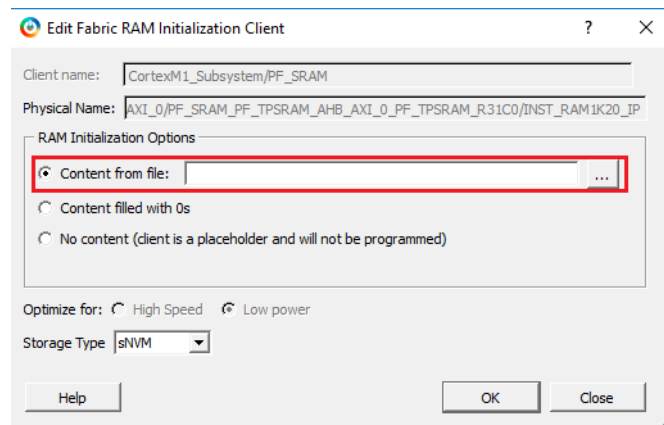 Edit Fabric RAM Initialization Client ? X
Client name: CortexM1_Subsystem/PF_SRAM
Physical Name: AXI_0/PF_SRAM_PF_TPSRAM_AHB_AXI_0_PF_TPSRAM_R31C0/INST_RAM1K20_IP
RAM Initialization Options
Content from file: ...
Content filled with 0s
No content (client is a placeholder and will not be programmed)
Optimize for: High Speed Low power
Storage Type sNVM
Help OK Close